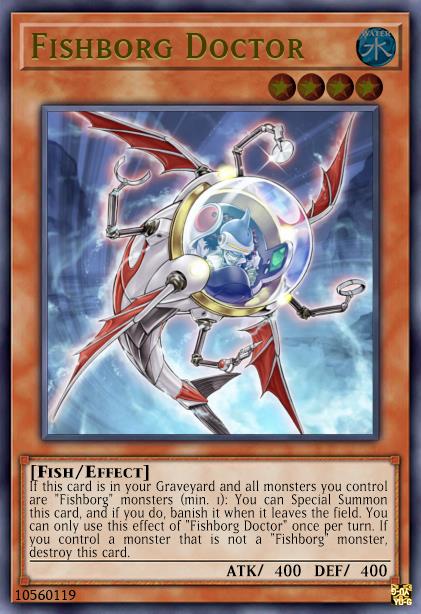 Fishborg Doctor
WATER
水
[Fish/Effect]
If this card is in your Graveyard and all monsters you control
are "Fishborg" monsters (min. 1): You can Special Summon
this card, and if you do, banish it when it leaves the field. You
can only use this effect of "Fishborg Doctor" once per turn. If
you control a monster that is not a "Fishborg" monster,
destroy this card.
ATK/ 400 DEF/ 400
10560119